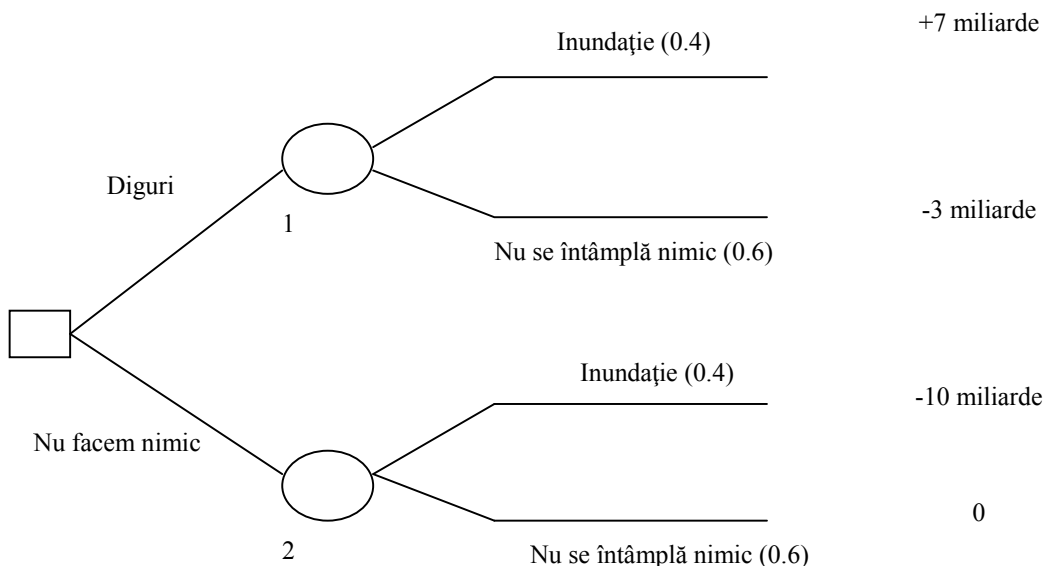 +7 miliarde
Inundaţie (0.4)
Diguri
1
-3 miliarde
Nu se întâmplă nimic (0.6)
Inundaţie (0.4)
-10 miliarde
Nu facem nimic
0
2
Nu se întâmplă nimic (0.6)